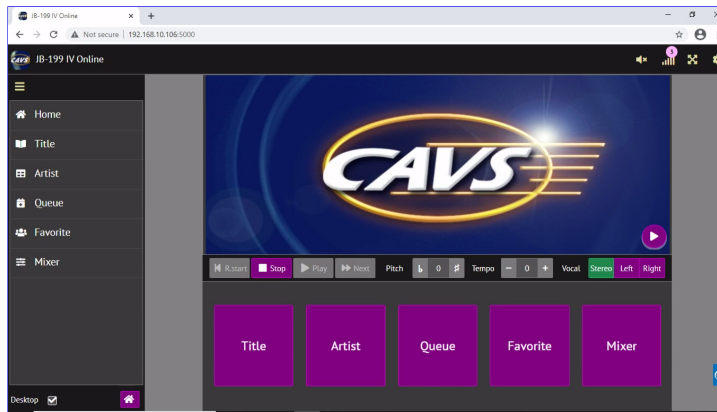 JB-199 IV Online
Not secure | 192.168.10.106:5000
CAVS JB-199 IV Online
3
Home
Title
Artist
Queue
Favorite
Mixer
CAVS
R.start Stop Play Next Pitch ♭ 0 ♯ Tempo − 0 + Vocal Stereo Left Right
Title Artist Queue Favorite Mixer
Desktop